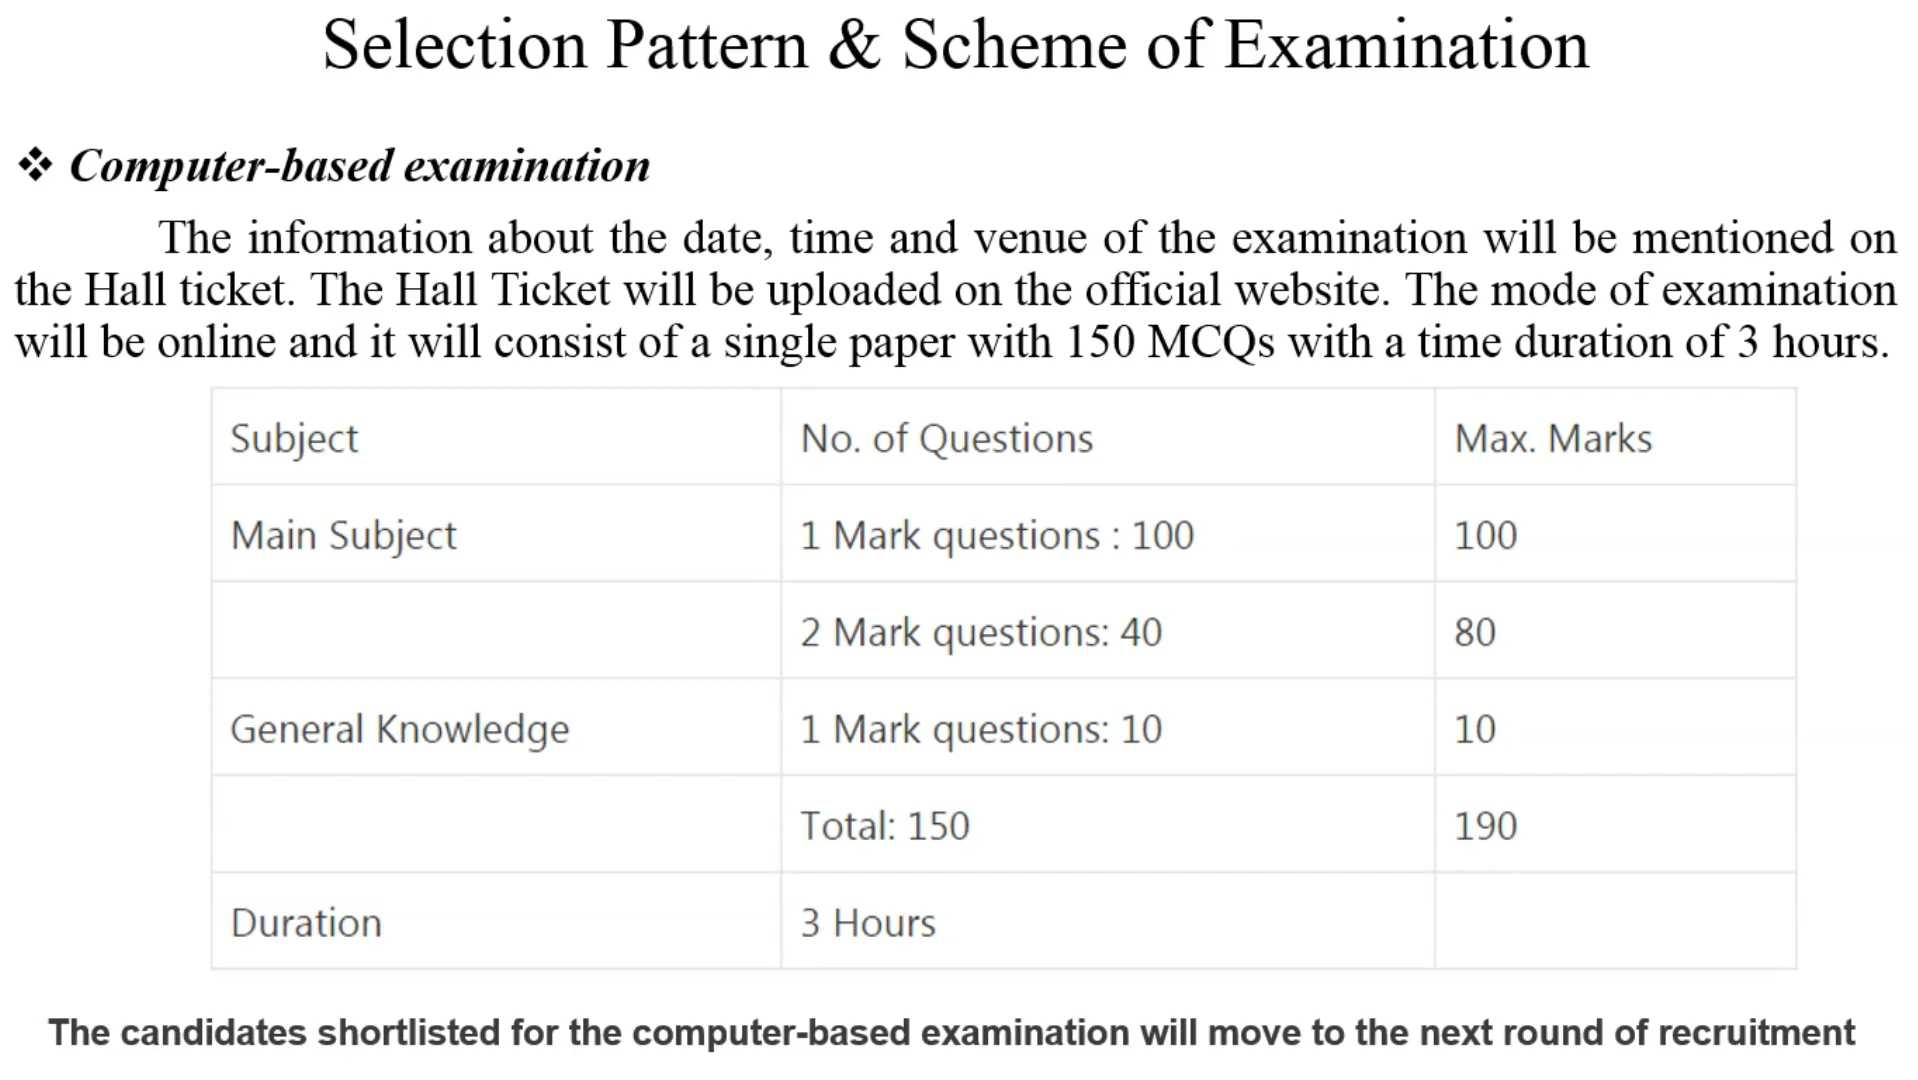 Selection Pattern & Scheme of Examination
❖ Computer-based examination
The information about the date, time and venue of the examination will be mentioned on
the Hall ticket. The Hall Ticket will be uploaded on the official website. The mode of examination
will be online and it will consist of a single paper with 150 MCQs with a time duration of 3 hours.
Subject No. of Questions Max. Marks
Main Subject 1 Mark questions : 100 100
2 Mark questions: 40 80
General Knowledge 1 Mark questions: 10 10
Total: 150 190
Duration 3 Hours
The candidates shortlisted for the computer-based examination will move to the next round of recruitment